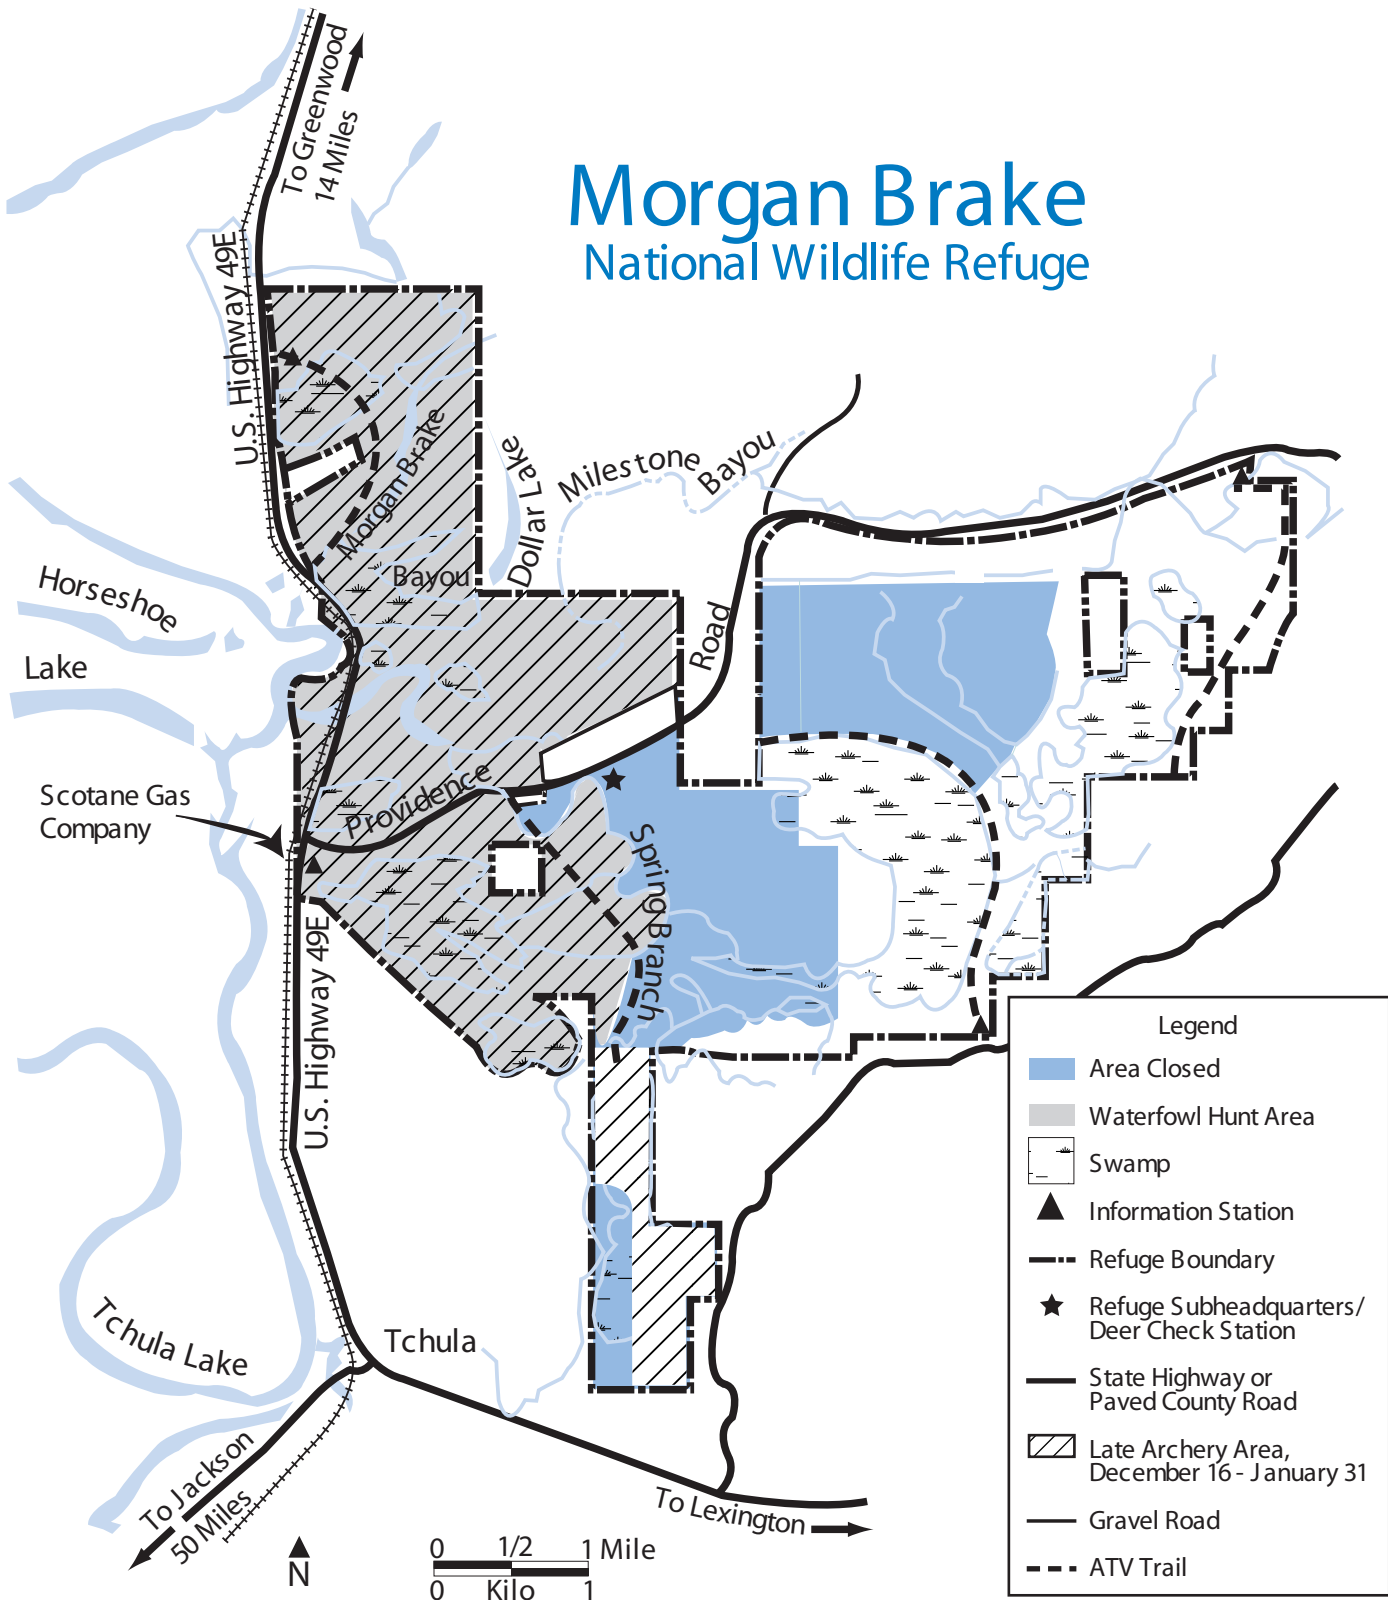 To Greenwood
14 Miles
Morgan Brake
National Wildlife Refuge
U.S. Highway 49E
Morgan Brake
Bayou
Dollar Lake
Milestone
Bayou
Horseshoe
Lake
Road
Scotane Gas
Company
Providence
Spring Branch
U.S. Highway 49E
Tchula Lake
Tchula
To Jackson
50 Miles
To Lexington
N
0 1/2 1 Mile
0 Kilo 1
Legend
Area Closed
Waterfowl Hunt Area
Swamp
Information Station
Refuge Boundary
Refuge Subheadquarters/
Deer Check Station
State Highway or
Paved County Road
Late Archery Area,
December 16 - January 31
Gravel Road
ATV Trail